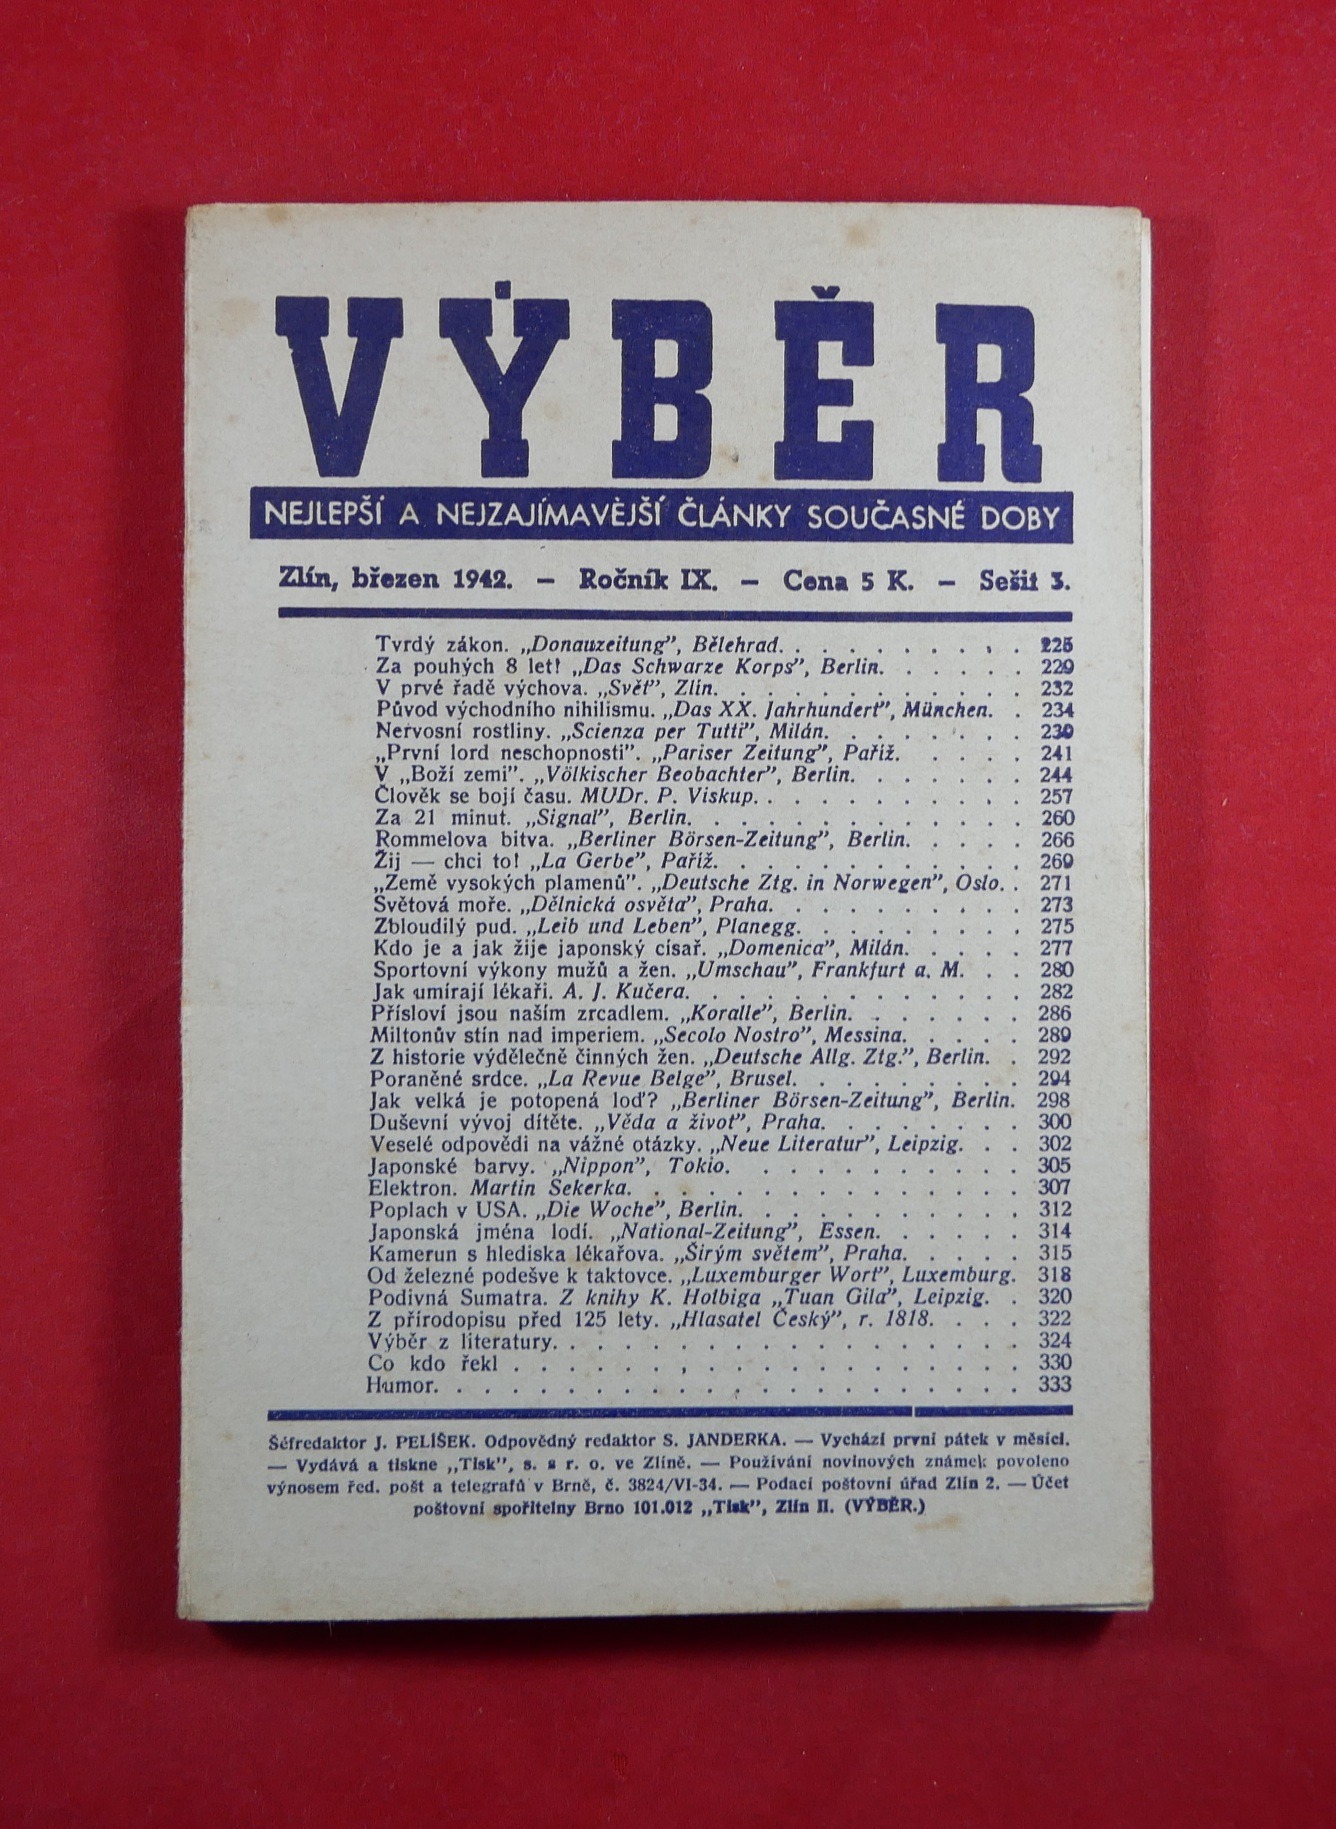 VÝBĚR
NEJLEPŠÍ A NEJZAJÍMAVĚJŠÍ ČLÁNKY SOUČASNÉ DOBY
Zlín, březen 1942. — Ročník IX. — Cena 5 K. — Sešit 3.
Tvrdý zákon. „Donauzeitung”, Bělehrad. . . . . . . . . . 225
Za pouhých 8 let! „Das Schwarze Korps”, Berlin. . . . . . 229
V prvé řadě výchova. „Svět”, Zlín. . . . . . . . . . . . 232
Původ východního nihilismu. „Das XX. Jahrhundert”, München. . 234
Nervosní rostliny. „Scienza per Tutti”, Milán. . . . . . . . 239
„První lord neschopnosti”. „Pariser Zeitung”, Paříž. . . . . 241
V „Boží zemi”. „Völkischer Beobachter”, Berlin. . . . . . . 244
Člověk se bojí času. MUDr. P. Viskup. . . . . . . . . . . 257
Za 21 minut. „Signal”, Berlin. . . . . . . . . . . . . 260
Rommelova bitva. „Berliner Börsen-Zeitung”, Berlin. . . . . 266
Žij — chci to! „La Gerbe”, Paříž. . . . . . . . . . . . 269
„Země vysokých plamenů”. „Deutsche Ztg. in Norwegen”, Oslo. . 271
Světová moře. „Dělnická osvěta”, Praha. . . . . . . . . . 273
Zbloudilý pud. „Leib und Leben”, Planegg. . . . . . . . . 275
Kdo je a jak žije japonský císař. „Domenica”, Milán. . . . . 277
Sportovní výkony mužů a žen. „Umschau”, Frankfurt a. M. . . 280
Jak umírají lékaři. A. J. Kučera. . . . . . . . . . . . . 282
Přísloví jsou naším zrcadlem. „Koralle”, Berlin. . . . . . . 286
Miltonův stín nad imperiem. „Secolo Nostro”, Messina. . . . . 289
Z historie výdělečně činných žen. „Deutsche Allg. Ztg.”, Berlin. . 292
Poraněné srdce. „La Revue Belge”, Brusel. . . . . . . . . 294
Jak velká je potopená loď? „Berliner Börsen-Zeitung”, Berlin. 298
Duševní vývoj dítěte. „Věda a život”, Praha. . . . . . . . 300
Veselé odpovědi na vážné otázky. „Neue Literatur”, Leipzig. . . 302
Japonské barvy. „Nippon”, Tokio. . . . . . . . . . . 305
Elektron. Martin Sekerka. . . . . . . . . . . . . . . 307
Poplach v USA. „Die Woche”, Berlin. . . . . . . . . . . 312
Japonská jména lodí. „National-Zeitung”, Essen. . . . . . 314
Kamerun s hlediska lékařova. „Širým světem”, Praha. . . . . 315
Od železné podešve k taktovce. „Luxemburger Wort”, Luxemburg. 318
Podivná Sumatra. Z knihy K. Holbiga „Tuan Gila”, Leipzig. . 320
Z přírodopisu před 125 lety. „Hlasatel Český”, r. 1818. . . . 322
Výběr z literatury. . . . . . . . . . . . . . . . . . 324
Co kdo řekl . . . . . . . . . . . . . . . . . . . 330
Humor. . . . . . . . . . . . . . . . . . . . . . 333
Šéfredaktor J. PELÍŠEK. Odpovědný redaktor S. JANDERKA. — Vychází první pátek v měsíci.
— Vydává a tiskne „Tisk”, s. s r. o. ve Zlíně. — Používání novinových známek povoleno
výnosem řed. pošt a telegrafů v Brně, č. 3824/VI-34. — Podací poštovní úřad Zlín 2. — Účet
poštovní spořitelny Brno 101.012 „Tisk”, Zlín II. (VÝBĚR.)